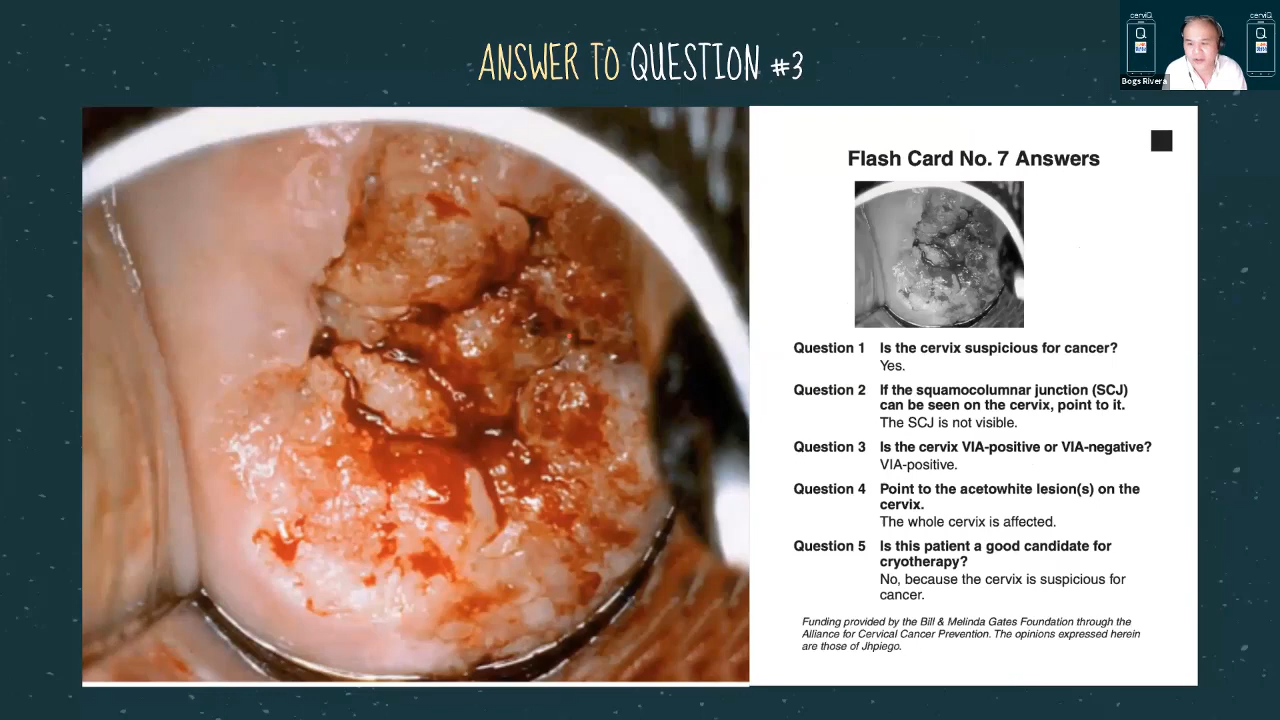 ANSWER TO QUESTION #3
cerviQ
cerviQ
Q
Q
Bogs Rivera
Flash Card No. 7 Answers
Question 1 Is the cervix suspicious for cancer?
Yes.
Question 2 If the squamocolumnar junction (SCJ)
can be seen on the cervix, point to it.
The SCJ is not visible.
Question 3 Is the cervix VIA-positive or VIA-negative?
VIA-positive.
Question 4 Point to the acetowhite lesion(s) on the
cervix.
The whole cervix is affected.
Question 5 Is this patient a good candidate for
cryotherapy?
No, because the cervix is suspicious for
cancer.
Funding provided by the Bill & Melinda Gates Foundation through the
Alliance for Cervical Cancer Prevention. The opinions expressed herein
are those of Jhpiego.